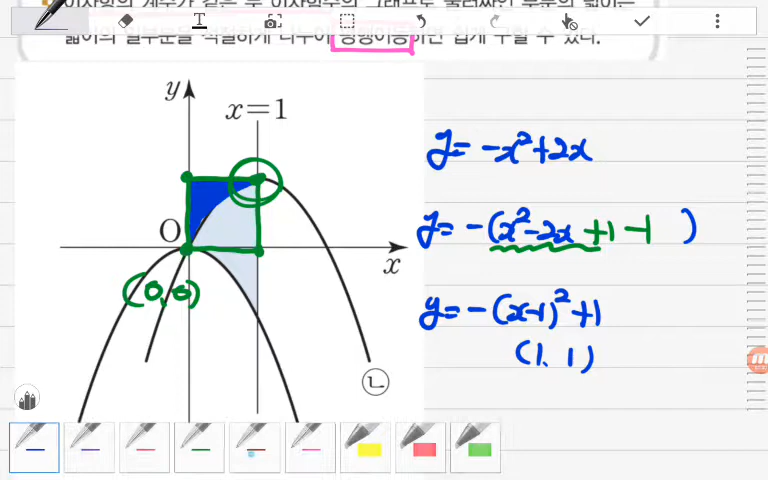 넓이의 일부분을 적절하게 나누어 평행이동하면 쉽게 구할 수 있다.
y
x=1
y=-x²+2x
O
y=-(x²-2x+1-1 )
x
(0,0)
y=-(x-1)²+1
(1, 1)
㉡
T